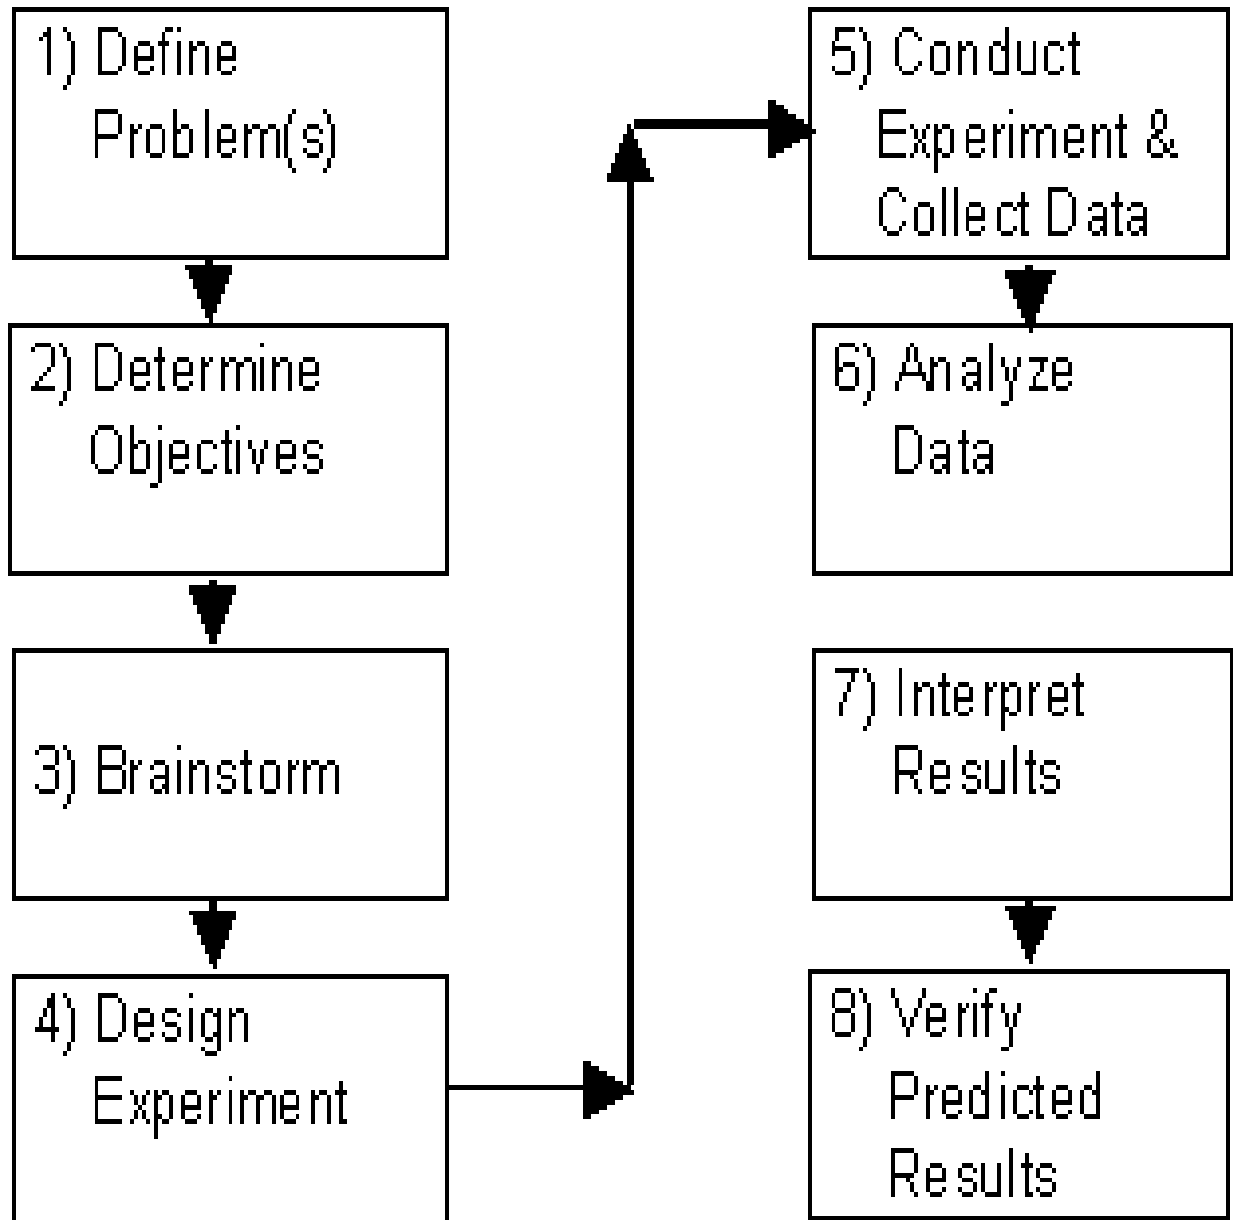 1) Define
Problem(s)
2) Determine
Objectives
3) Brainstorm
4) Design
Experiment
5) Conduct
Experiment &
Collect Data
6) Analyze
Data
7) Interpret
Results
8) Verify
Predicted
Results